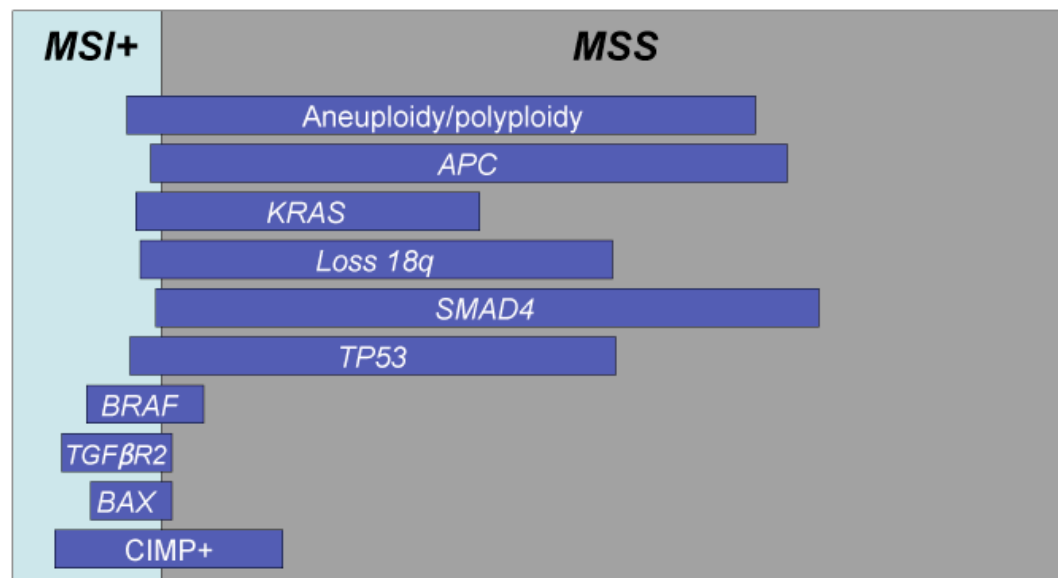 MSI+ MSS
Aneuploidy/polyploidy
APC
KRAS
Loss 18q
SMAD4
TP53
BRAF
TGFβR2
BAX
CIMP+